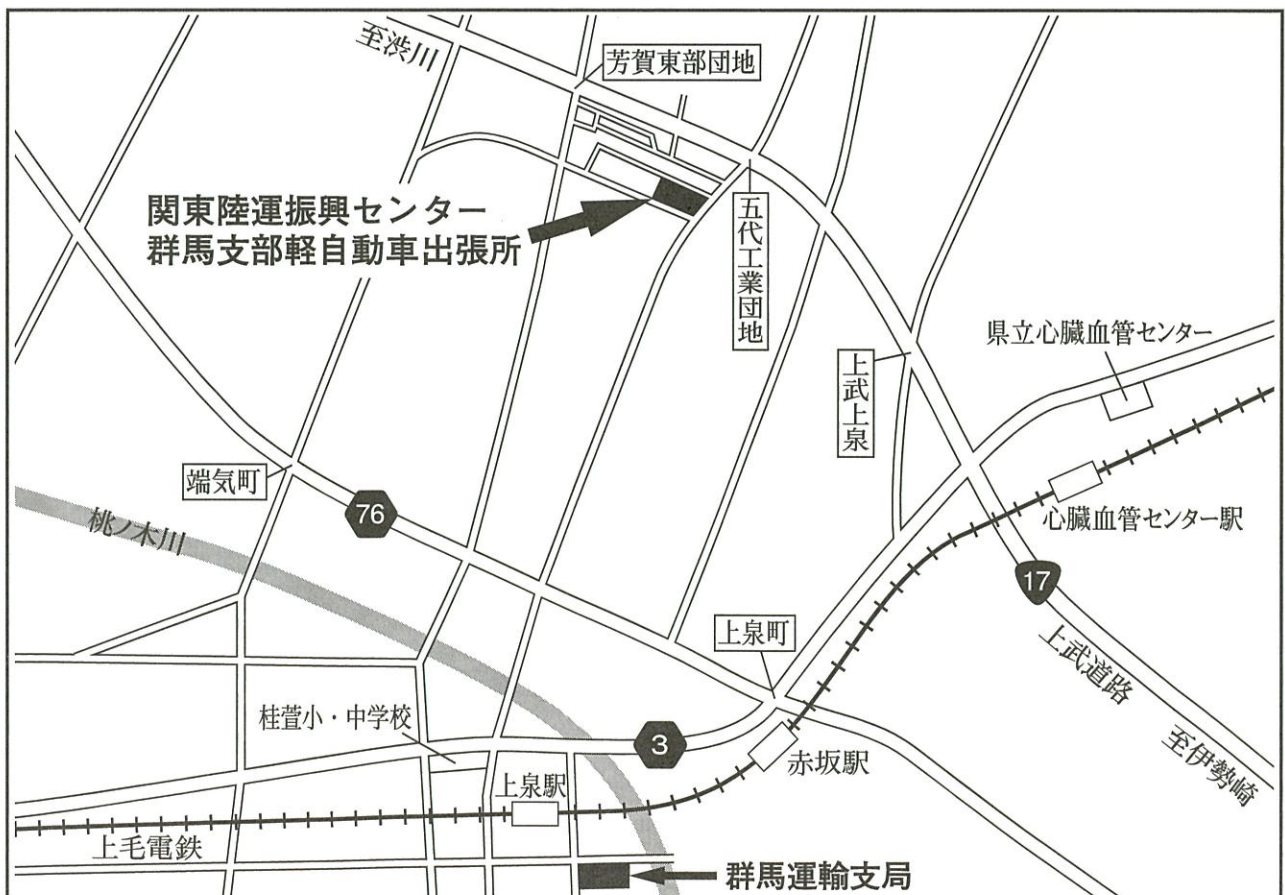 至渋川
芳賀東部団地
関東陸運振興センター
群馬支部軽自動車出張所
五代工業団地
県立心臓血管センター
上武上泉
端気町
76
桃ノ木川
心臓血管センター駅
17
上泉町
上武道路
至伊勢崎
桂萱小・中学校
3
赤坂駅
上泉駅
上毛電鉄
群馬運輸支局